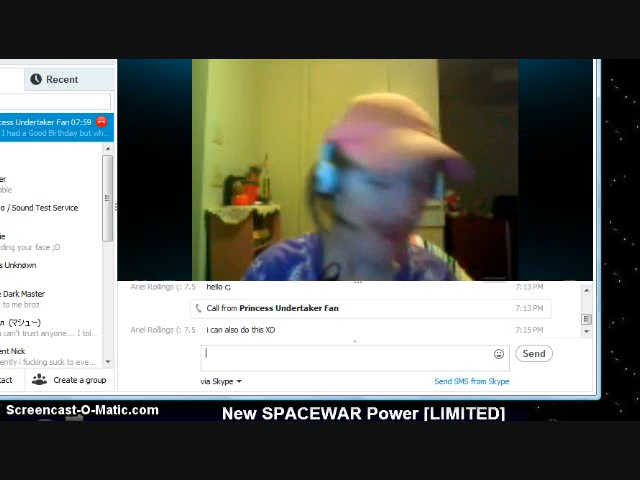 Recent
cess Undertaker Fan 07:59
I had a Good Birthday but wh...
er
able
o / Sound Test Service
ie
ding your face ;D
s Unknøwn
e Dark Master
to me broz
n (マシュ～)
u can't trust anyone... I tol...
ent Nick
ently i fucking suck to eve...
tact
Create a group
Ariel Rollings (: 7.5 hello c; 7:13 PM
Call from Princess Undertaker Fan 7:13 PM
Ariel Rollings (: 7.5 i can also do this XD 7:15 PM
Send
via Skype
Send SMS from Skype
Screencast-O-Matic.com
New SPACEWAR Power [LIMITED]